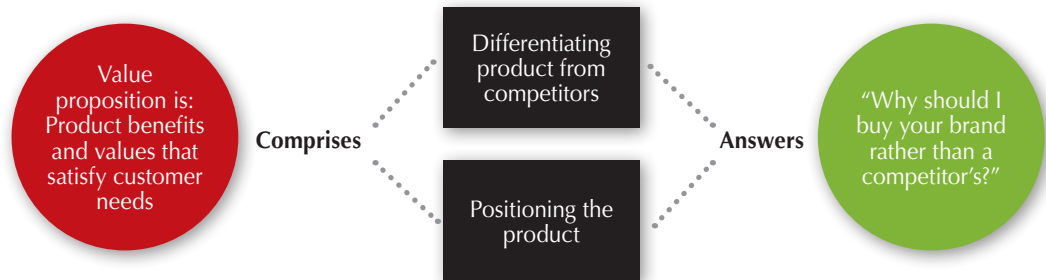 Value
proposition is:
Product benefits
and values that
satisfy customer
needs
Comprises
Differentiating
product from
competitors
Positioning the
product
Answers
“Why should I
buy your brand
rather than a
competitor’s?”